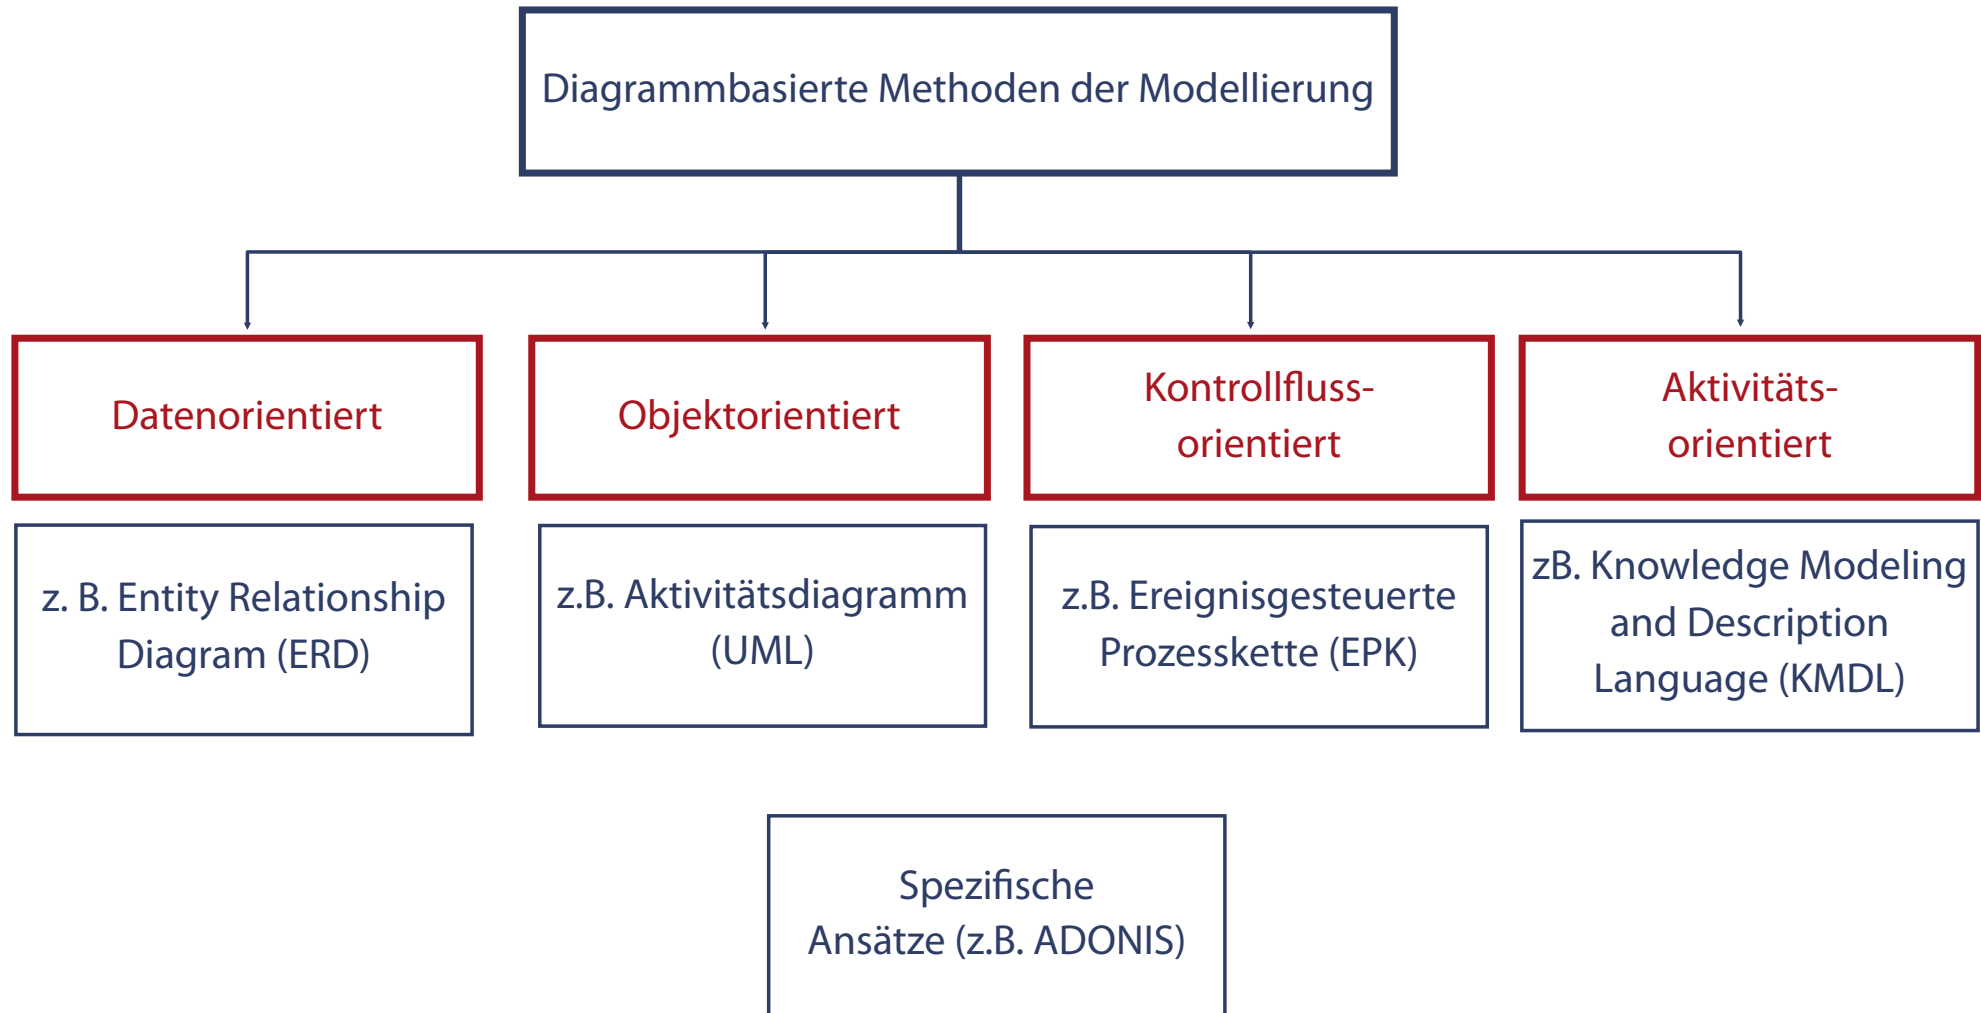 Diagrammbasierte Methoden der Modellierung
Datenorientiert
Objektorientiert
Kontrollfluss-
orientiert
Aktivitäts-
orientiert
z. B. Entity Relationship
Diagram (ERD)
z.B. Aktivitätsdiagramm
(UML)
z.B. Ereignisgesteuerte
Prozesskette (EPK)
zB. Knowledge Modeling
and Description
Language (KMDL)
Spezifische
Ansätze (z.B. ADONIS)